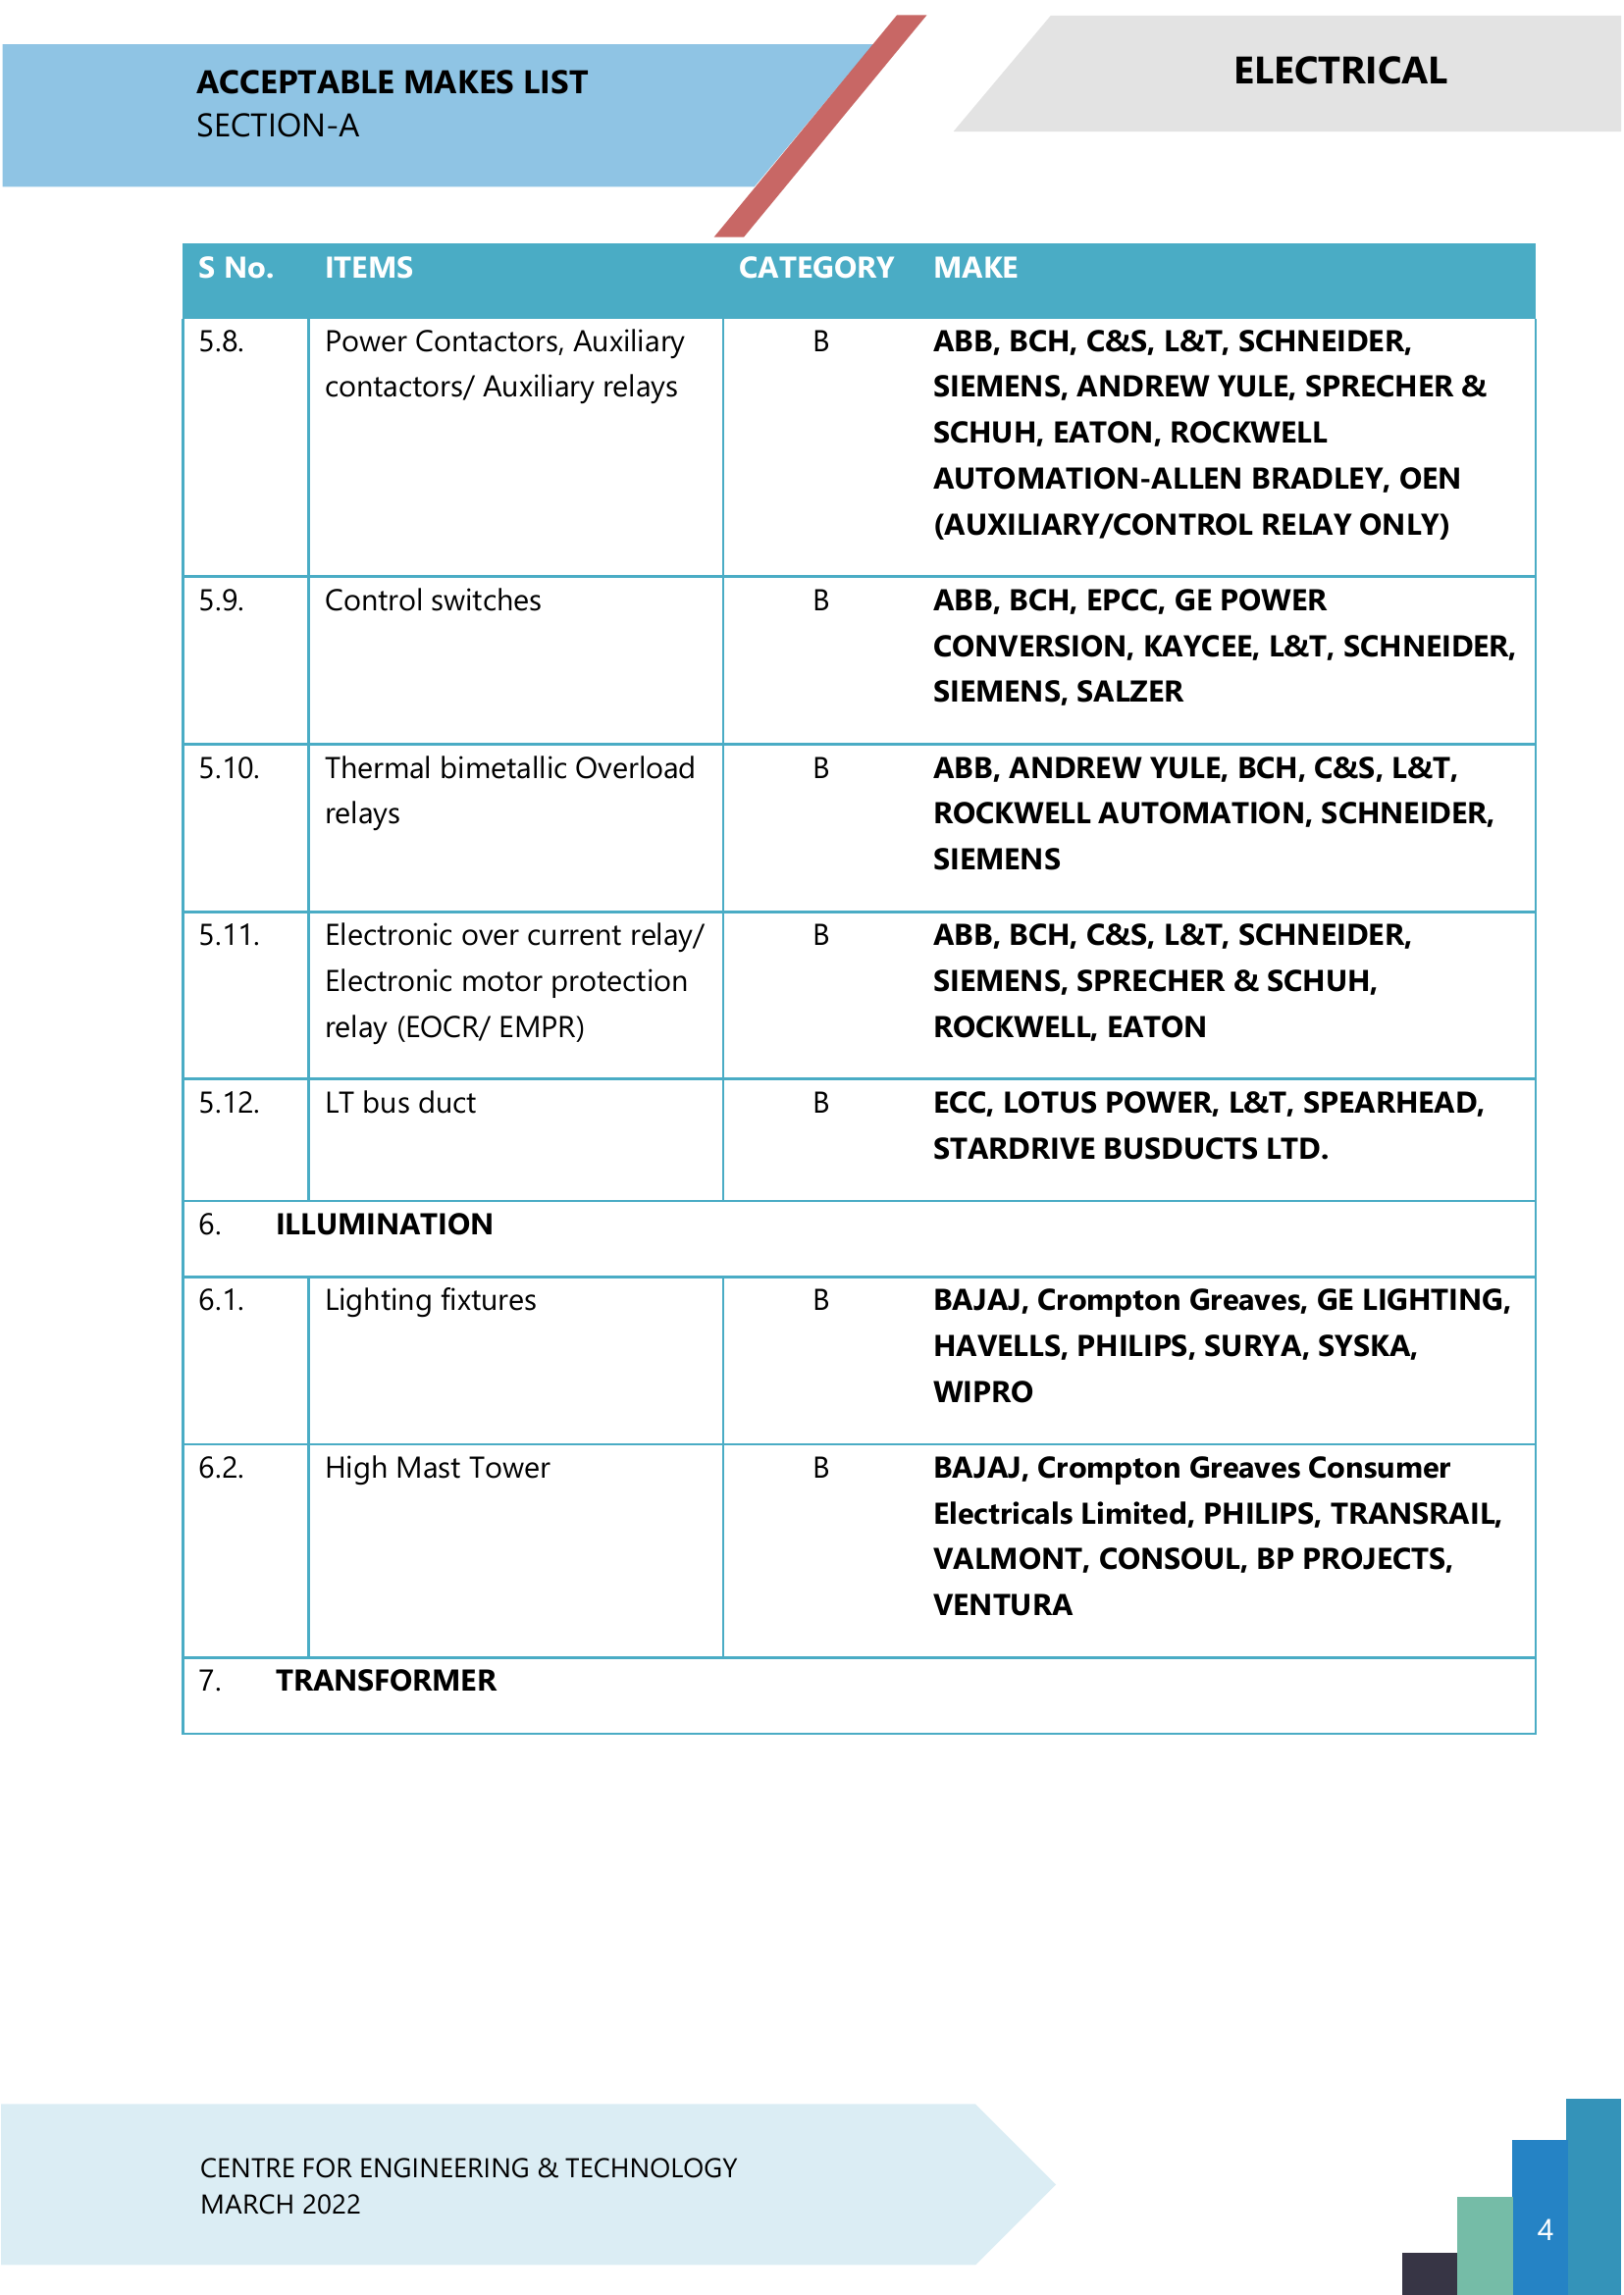 ACCEPTABLE MAKES LIST
SECTION-A
ELECTRICAL
S No. ITEMS CATEGORY MAKE
5.8. Power Contactors, Auxiliary B ABB, BCH, C&S, L&T, SCHNEIDER,
contactors/ Auxiliary relays SIEMENS, ANDREW YULE, SPRECHER &
SCHUH, EATON, ROCKWELL
AUTOMATION-ALLEN BRADLEY, OEN
(AUXILIARY/CONTROL RELAY ONLY)
5.9. Control switches B ABB, BCH, EPCC, GE POWER
CONVERSION, KAYCEE, L&T, SCHNEIDER,
SIEMENS, SALZER
5.10. Thermal bimetallic Overload B ABB, ANDREW YULE, BCH, C&S, L&T,
relays ROCKWELL AUTOMATION, SCHNEIDER,
SIEMENS
5.11. Electronic over current relay/ B ABB, BCH, C&S, L&T, SCHNEIDER,
Electronic motor protection SIEMENS, SPRECHER & SCHUH,
relay (EOCR/ EMPR) ROCKWELL, EATON
5.12. LT bus duct B ECC, LOTUS POWER, L&T, SPEARHEAD,
STARDRIVE BUSDUCTS LTD.
6. ILLUMINATION
6.1. Lighting fixtures B BAJAJ, Crompton Greaves, GE LIGHTING,
HAVELLS, PHILIPS, SURYA, SYSKA,
WIPRO
6.2. High Mast Tower B BAJAJ, Crompton Greaves Consumer
Electricals Limited, PHILIPS, TRANSRAIL,
VALMONT, CONSOUL, BP PROJECTS,
VENTURA
7. TRANSFORMER
CENTRE FOR ENGINEERING & TECHNOLOGY
MARCH 2022
4